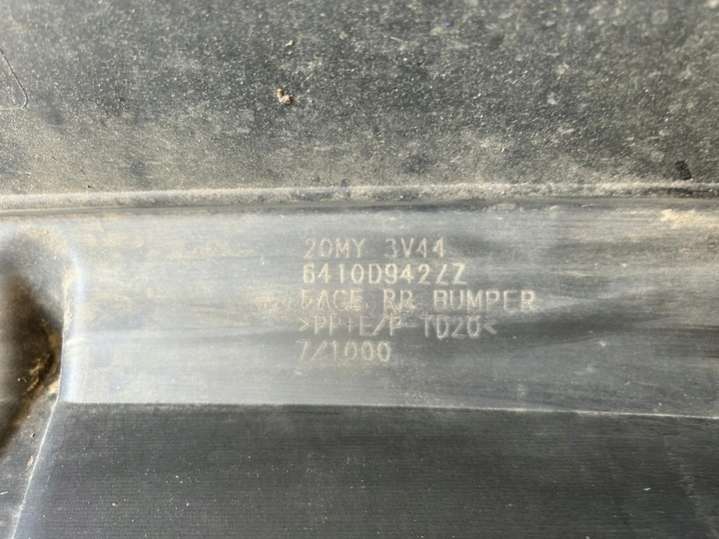 20MY 3V44
6410D942ZZ
FACE, RR BUMPER
>PP+E/P-TD20<
7/1000